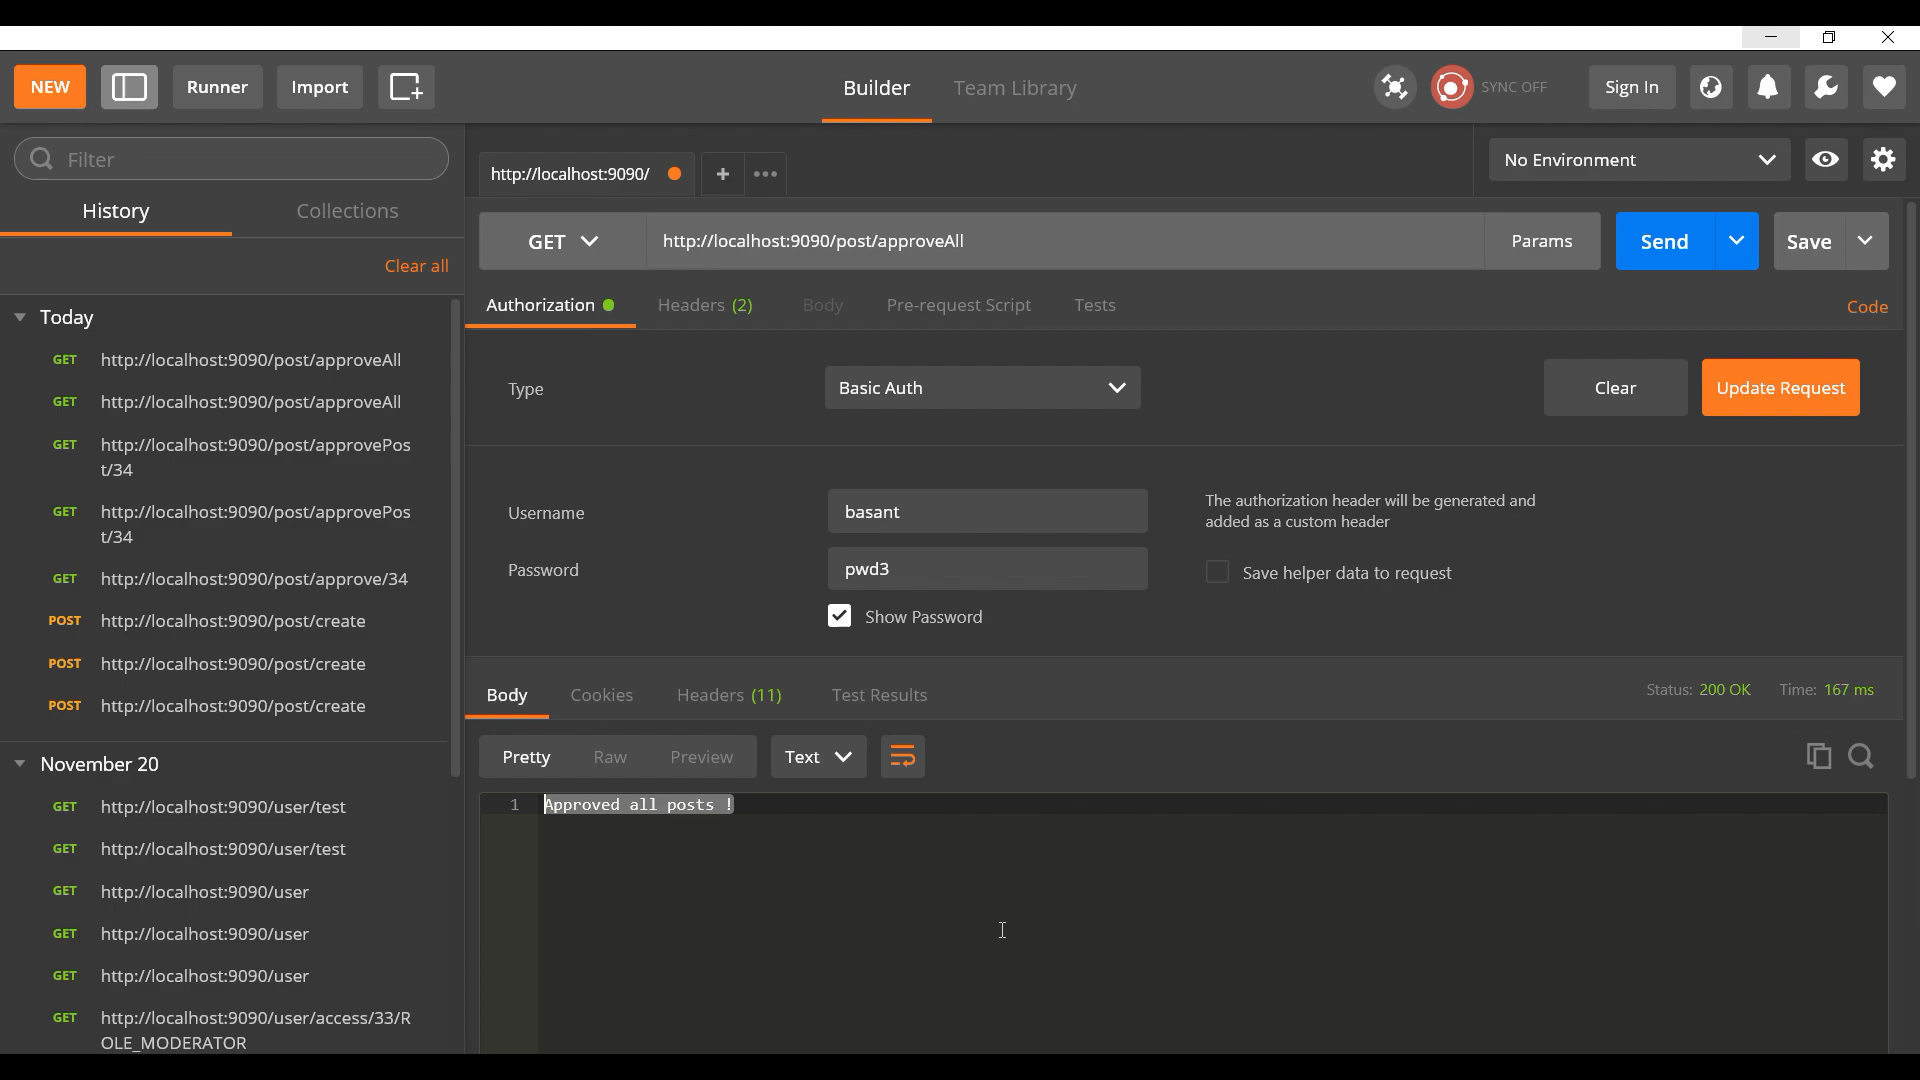 NEW
Runner
Import
Builder
Team Library
SYNC OFF
Sign In
Filter
History
Collections
Clear all
Today
GET http://localhost:9090/post/approveAll
GET http://localhost:9090/post/approveAll
GET http://localhost:9090/post/approvePos
t/34
GET http://localhost:9090/post/approvePos
t/34
GET http://localhost:9090/post/approve/34
POST http://localhost:9090/post/create
POST http://localhost:9090/post/create
POST http://localhost:9090/post/create
November 20
GET http://localhost:9090/user/test
GET http://localhost:9090/user/test
GET http://localhost:9090/user
GET http://localhost:9090/user
GET http://localhost:9090/user
GET http://localhost:9090/user/access/33/R
OLE_MODERATOR
http://localhost:9090/
No Environment
GET http://localhost:9090/post/approveAll Params
Send
Save
Authorization Headers (2) Body Pre-request Script Tests
Code
Type Basic Auth
Clear
Update Request
Username basant
The authorization header will be generated and
added as a custom header
Password pwd3
Save helper data to request
Show Password
Body Cookies Headers (11) Test Results
Status: 200 OK Time: 167 ms
Pretty Raw Preview Text
1 Approved all posts !